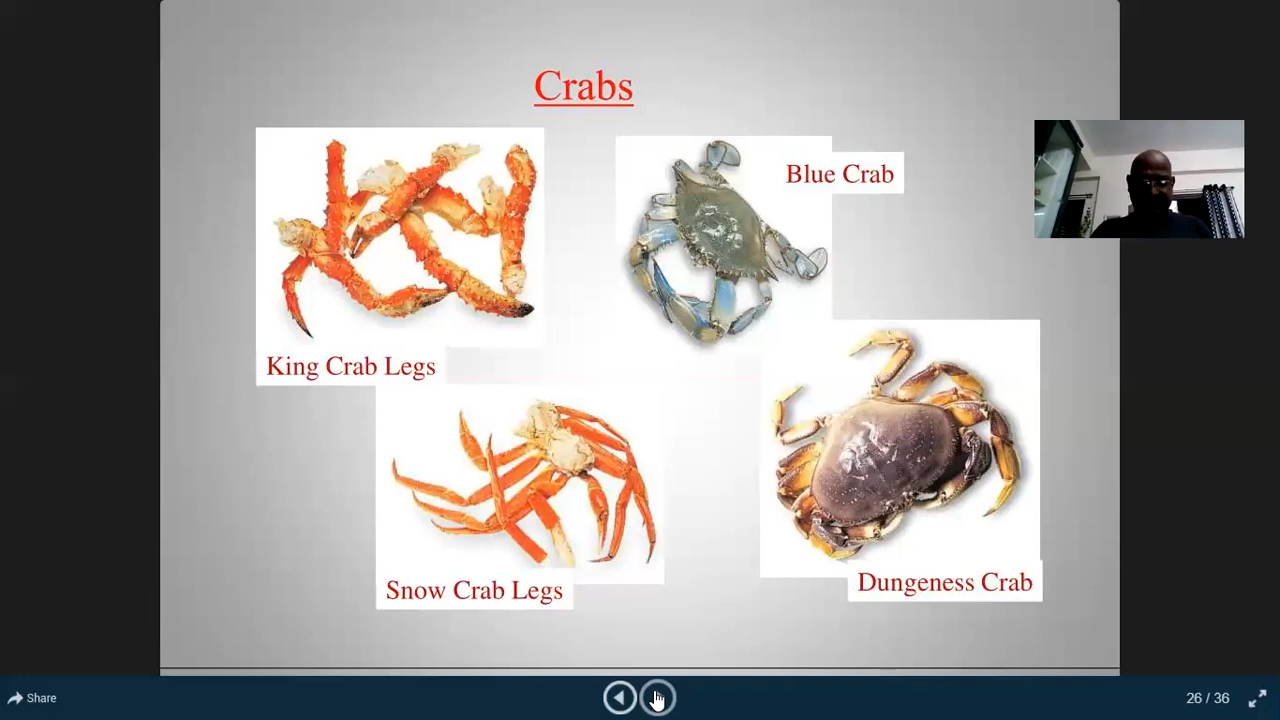 Crabs
Blue Crab
King Crab Legs
Snow Crab Legs
Dungeness Crab
Share
26 / 36